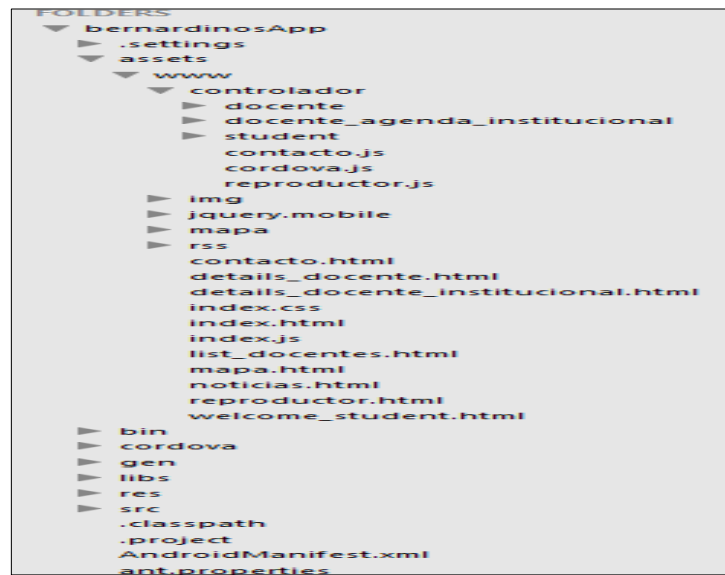 FOLDERS
bernardinosApp
.settings
assets
www
controlador
docente
docente_agenda_institucional
student
contacto.js
cordova.js
reproductor.js
img
jquery.mobile
mapa
rss
contacto.html
details_docente.html
details_docente_institucional.html
index.css
index.html
index.js
list_docentes.html
mapa.html
noticias.html
reproductor.html
welcome_student.html
bin
cordova
gen
libs
res
src
.classpath
.project
AndroidManifest.xml
ant.properties